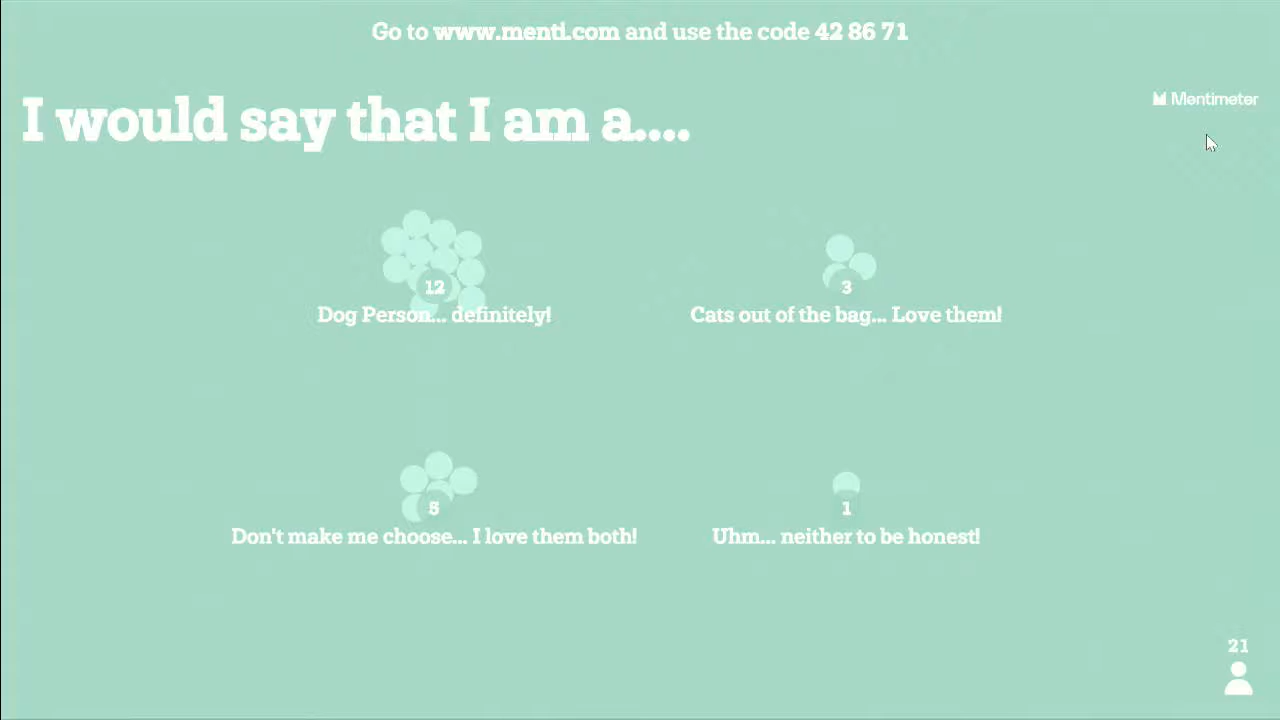 Go to www.menti.com and use the code 42 86 71
Mentimeter
I would say that I am a....
12
Dog Person... definitely!
3
Cats out of the bag... Love them!
5
Don't make me choose... I love them both!
1
Uhm... neither to be honest!
21